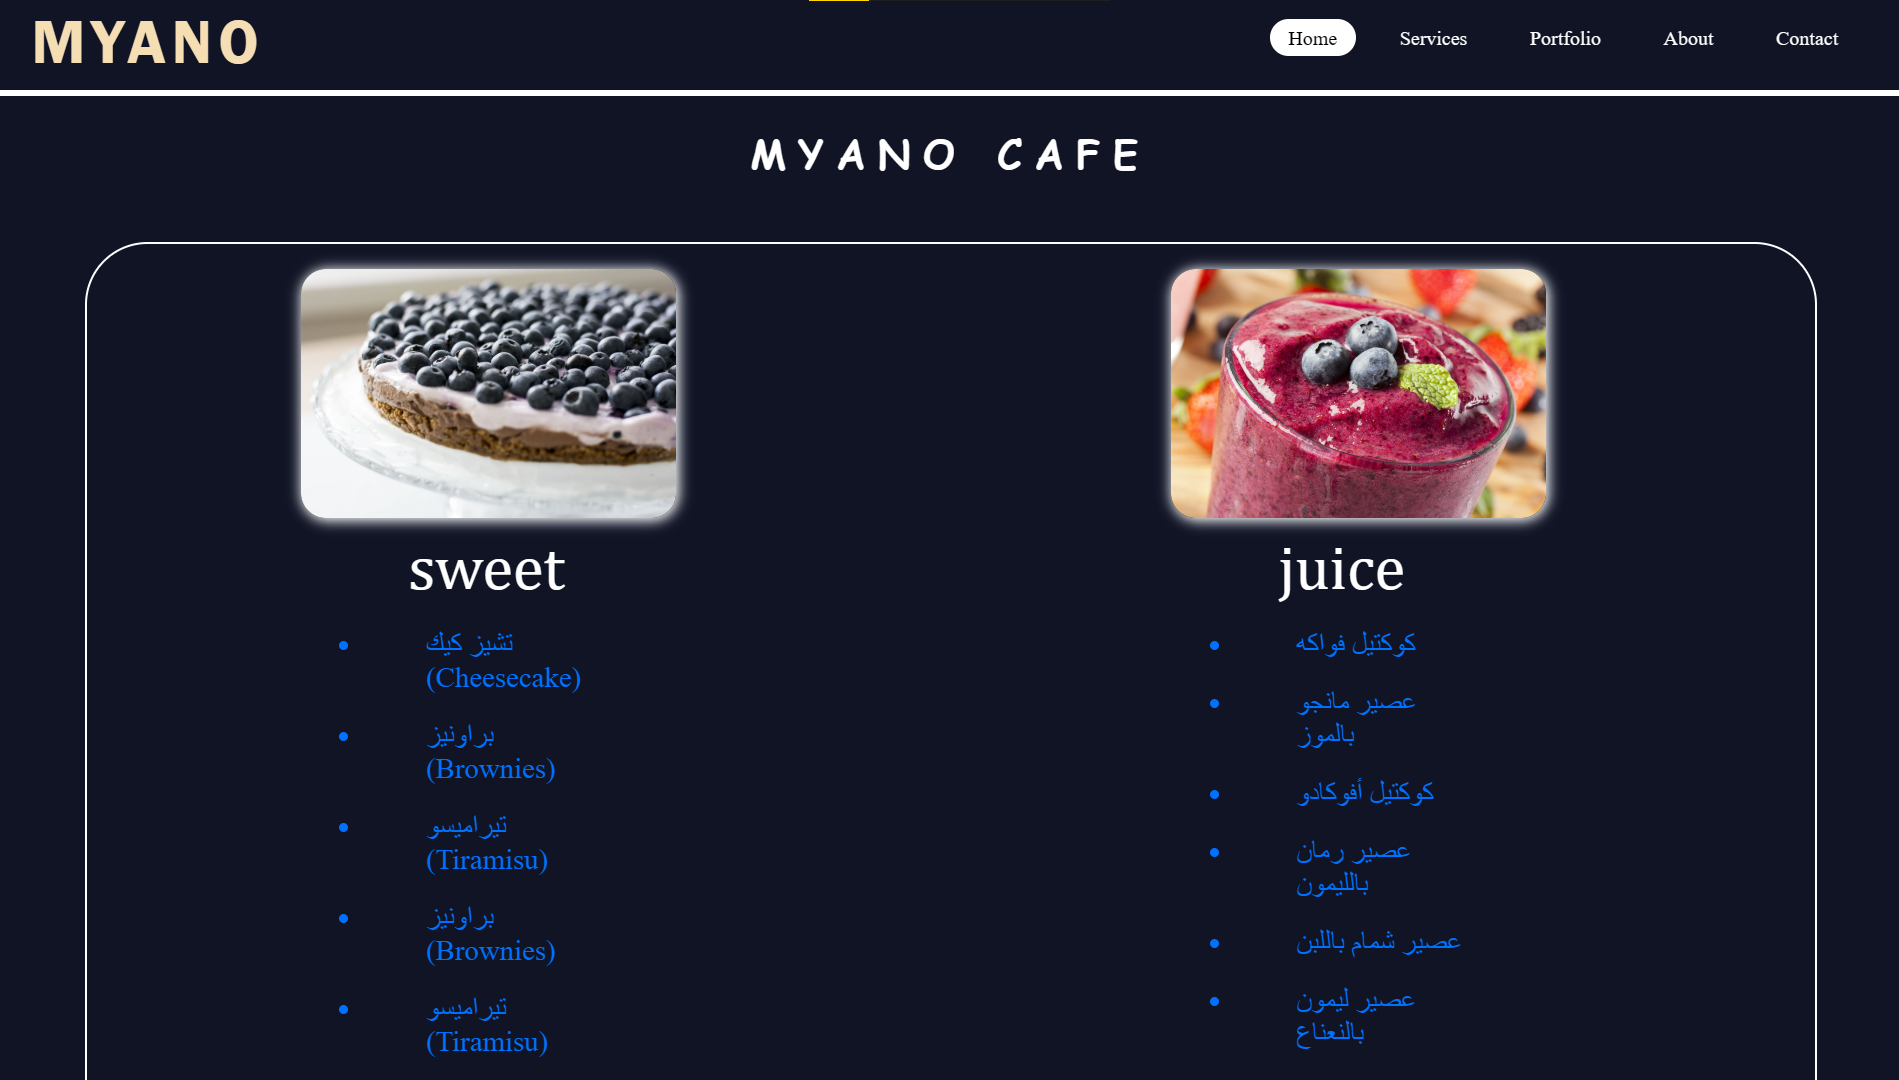 MYANO
Home
Services
Portfolio
About
Contact
MYANO CAFE
sweet
تشيز كيك
(Cheesecake)
براونيز
(Brownies)
تيراميسو
(Tiramisu)
براونيز
(Brownies)
تيراميسو
(Tiramisu)
juice
كوكتيل فواكه
عصير مانجو
بالموز
كوكتيل أفوكادو
عصير رمان
بالليمون
عصير شمام باللبن
عصير ليمون
بالنعناع